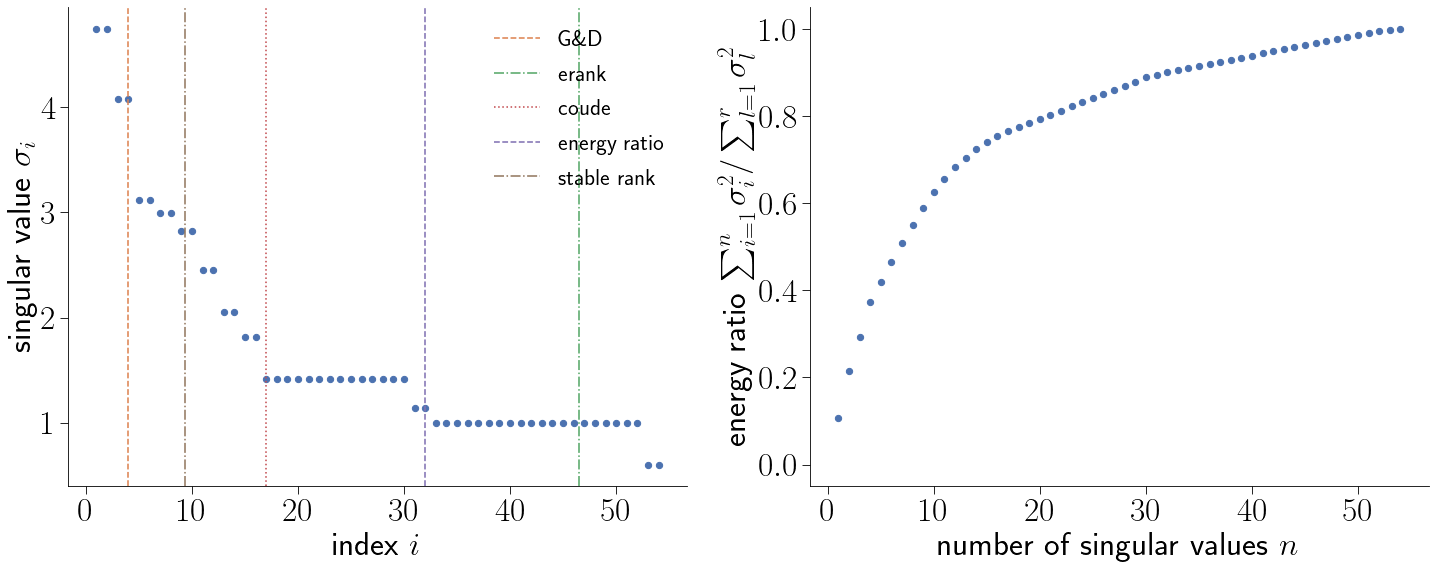 singular value σ_i
4
3
2
1
0 10 20 30 40 50
index i
G&D
erank
coude
energy ratio
stable rank
energy ratio ∑_{i=1}^{n} σ_i^2 / ∑_{l=1}^{r} σ_l^2
1.0
0.8
0.6
0.4
0.2
0.0
0 10 20 30 40 50
number of singular values n